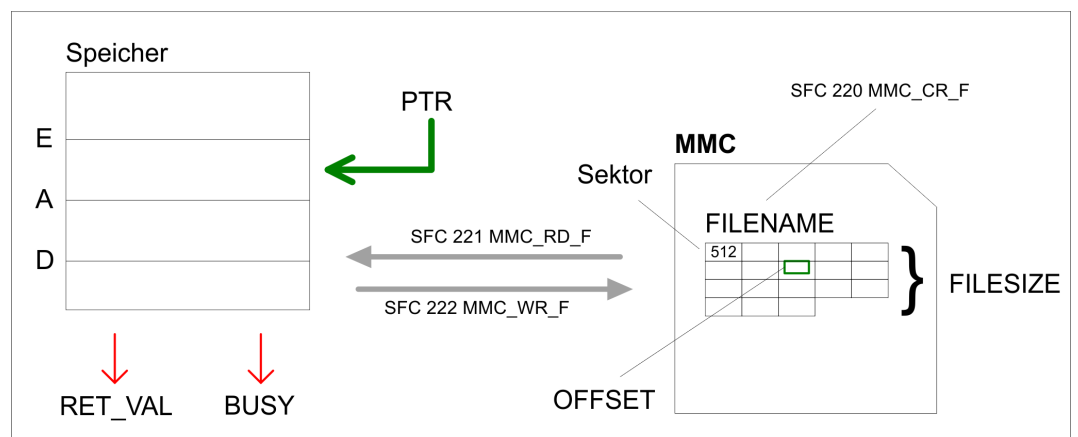 Speicher
E
A
D
PTR
SFC 220 MMC_CR_F
MMC
Sektor
FILENAME
512
SFC 221 MMC_RD_F
SFC 222 MMC_WR_F
FILESIZE
OFFSET
RET_VAL
BUSY